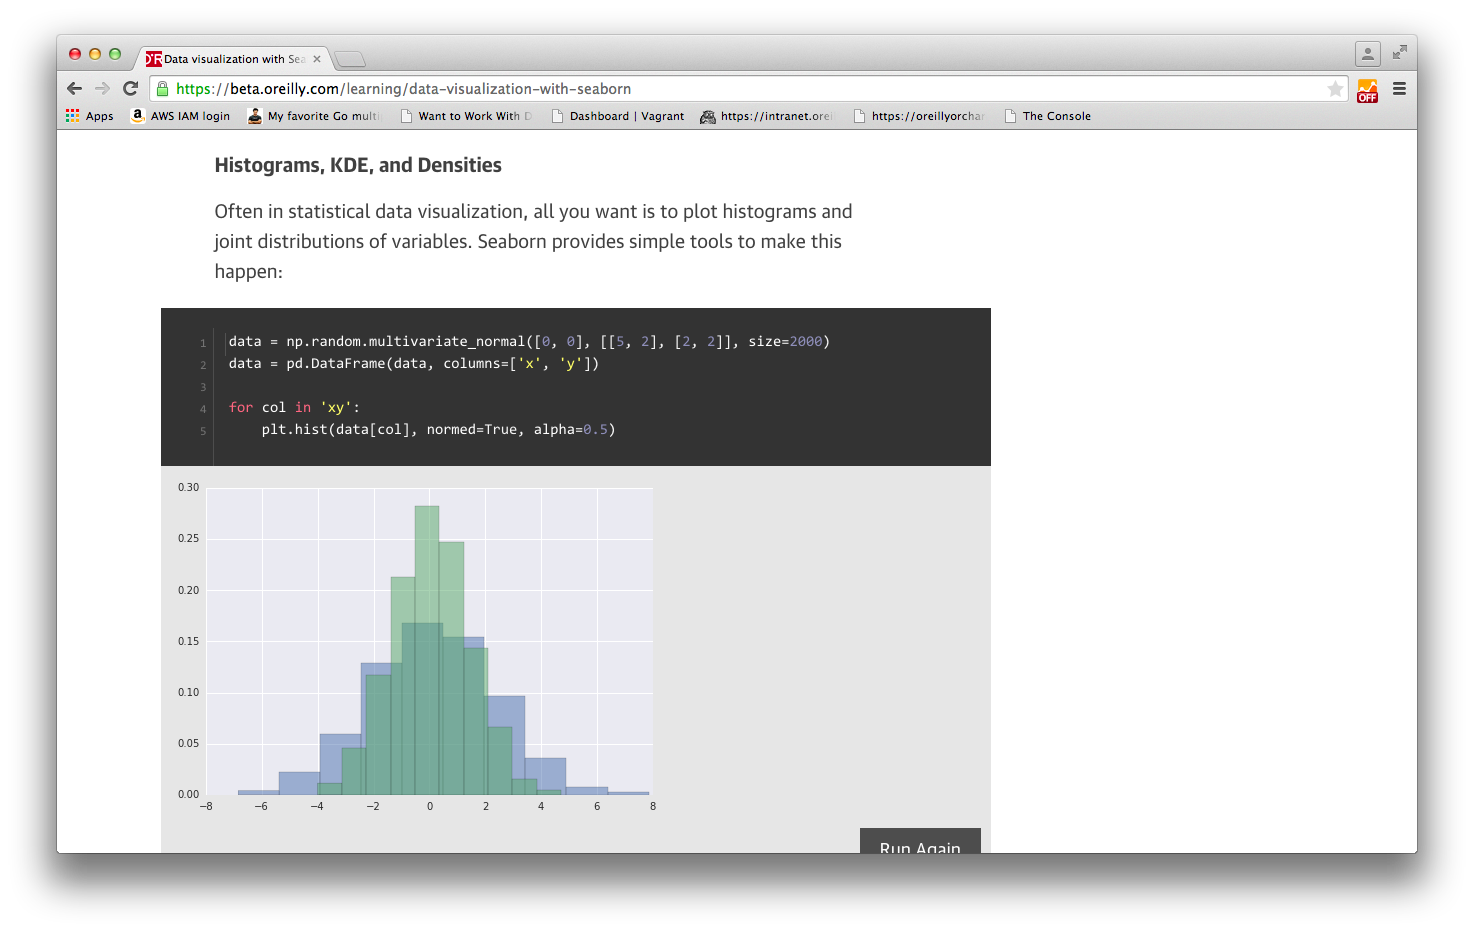 Data visualization with Sea
https://beta.oreilly.com/learning/data-visualization-with-seaborn
OFF
Apps AWS IAM login My favorite Go multi Want to Work With D Dashboard | Vagrant https://intranet.orei https://oreillyorchar The Console
Histograms, KDE, and Densities
Often in statistical data visualization, all you want is to plot histograms and
joint distributions of variables. Seaborn provides simple tools to make this
happen:
1 data = np.random.multivariate_normal([0, 0], [[5, 2], [2, 2]], size=2000)
2 data = pd.DataFrame(data, columns=['x', 'y'])
3
4 for col in 'xy':
5 plt.hist(data[col], normed=True, alpha=0.5)
0.30
0.25
0.20
0.15
0.10
0.05
0.00
−8 −6 −4 −2 0 2 4 6 8
Run Again